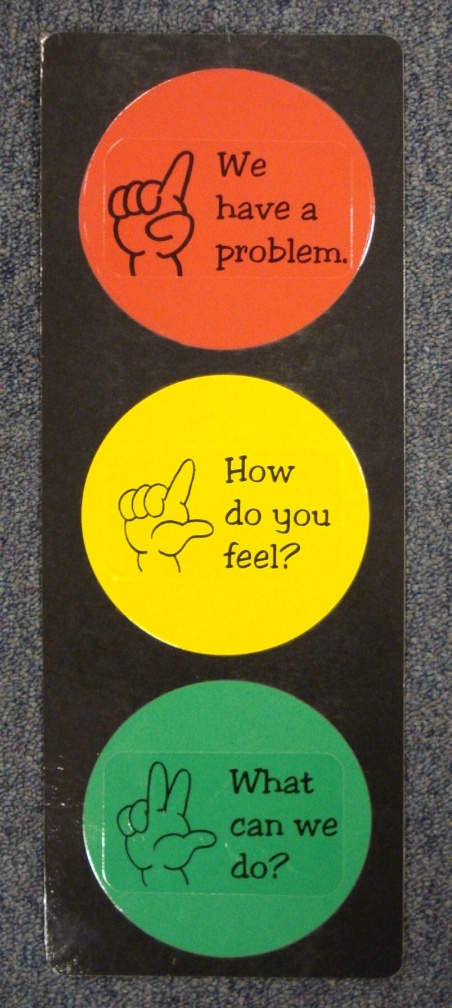 We
have a
problem.
How
do you
feel?
What
can we
do?